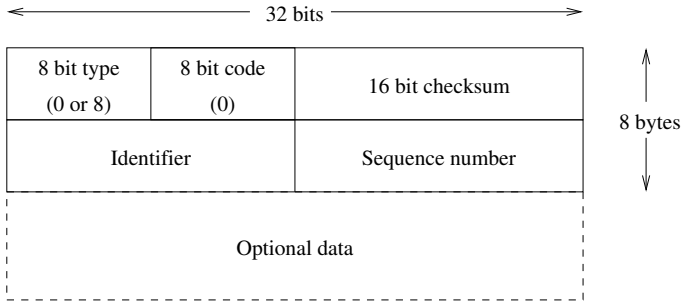 32 bits
8 bit type
(0 or 8)
8 bit code
(0)
16 bit checksum
8 bytes
Identifier
Sequence number
Optional data